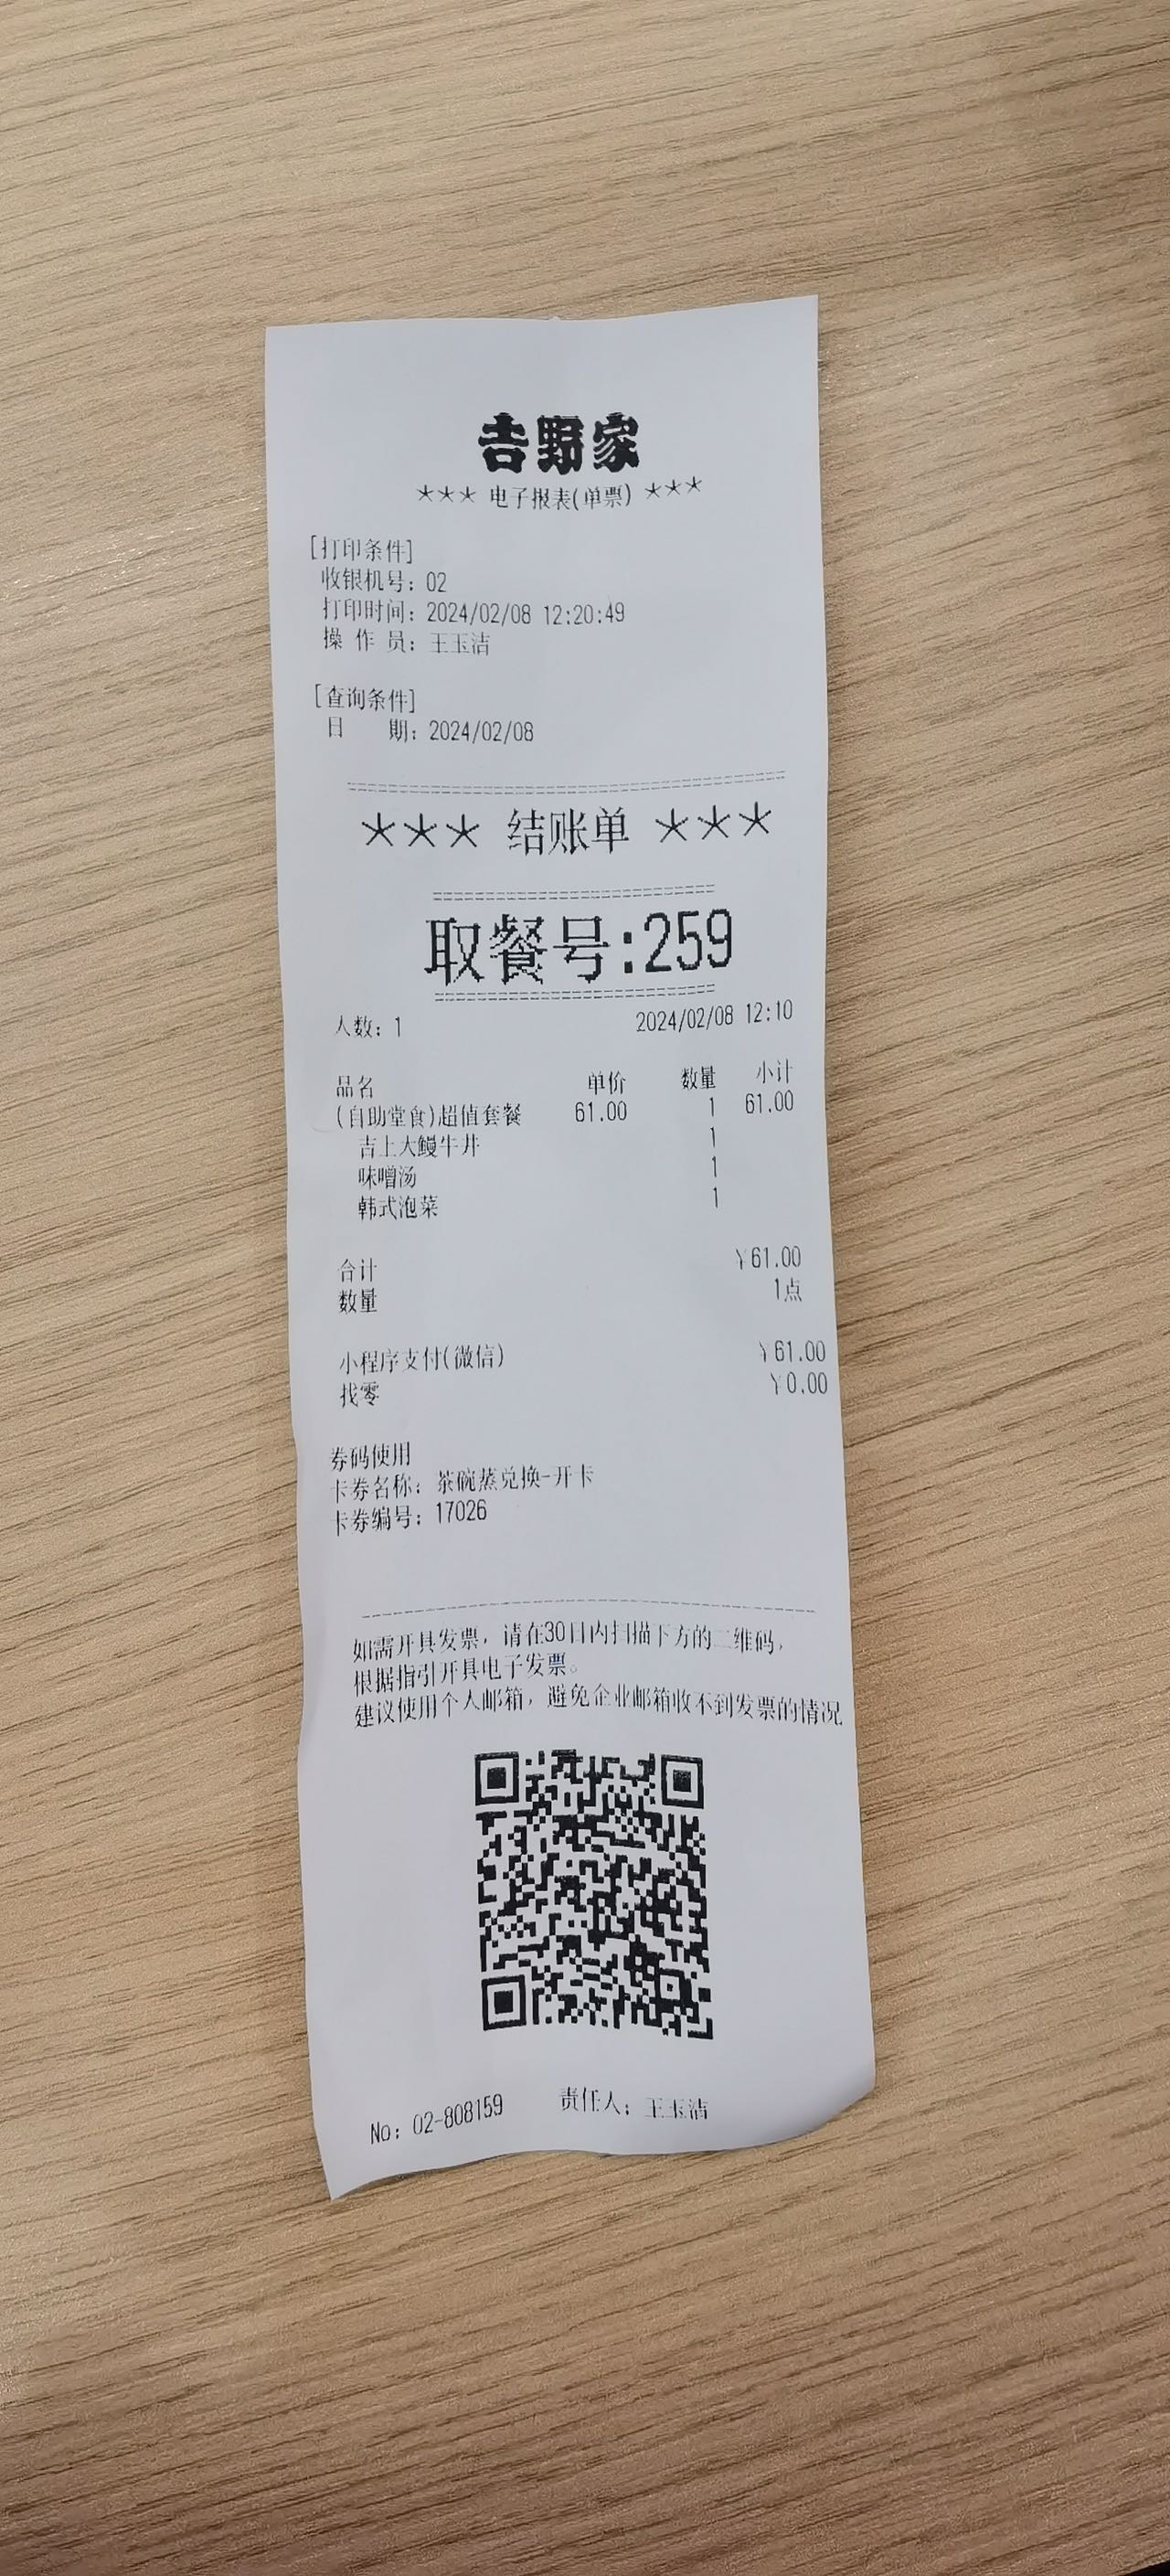 吉野家
*** 电子报表(单票) ***
[打印条件]
收银机号: 02
打印时间: 2024/02/08 12:20:49
操 作 员: 王玉洁
[查询条件]
日 期: 2024/02/08
*** 结账单 ***
取餐号:259
人数: 1 2024/02/08 12:10
品名 单价 数量 小计
(自助堂食)超值套餐 61.00 1 61.00
吉上大鳗牛丼 1
味噌汤 1
韩式泡菜 1
合计 ¥61.00
数量 1点
小程序支付(微信) ¥61.00
找零 ¥0.00
券码使用
卡券名称: 茶碗蒸兑换-开卡
卡券编号: 17026
如需开具发票，请在30日内扫描下方的二维码，
根据指引开具电子发票。
建议使用个人邮箱，避免企业邮箱收不到发票的情况
No: 02-808159 责任人: 王玉洁